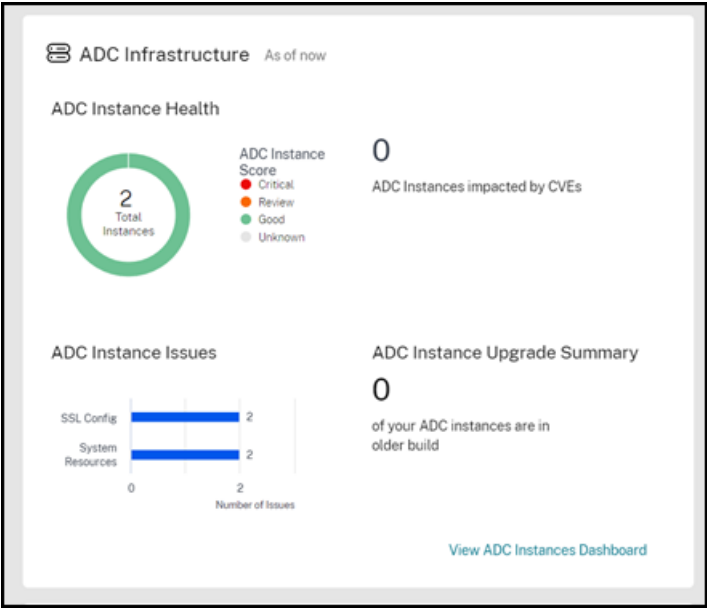 ADC Infrastructure As of now
ADC Instance Health
2
Total
Instances
ADC Instance
Score
Critical
Review
Good
Unknown
0
ADC Instances impacted by CVEs
ADC Instance Issues
SSL Config
2
System
Resources
2
0
2
Number of Issues
ADC Instance Upgrade Summary
0
of your ADC instances are in
older build
View ADC Instances Dashboard